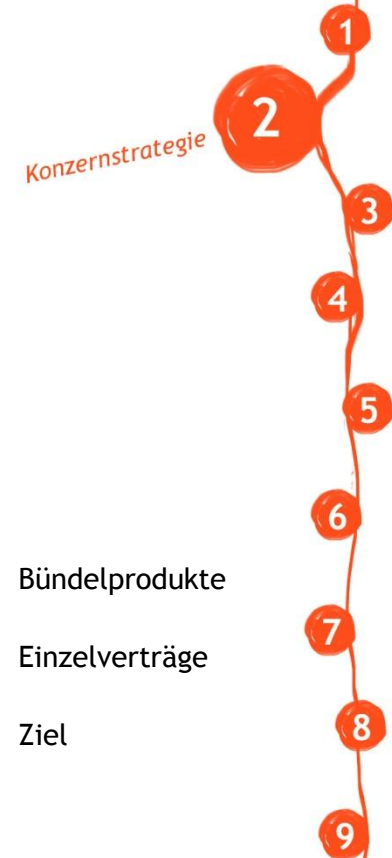 1
2
Konzernstrategie
3
4
5
6
Bündelprodukte
7
Einzelverträge
Ziel
8
9